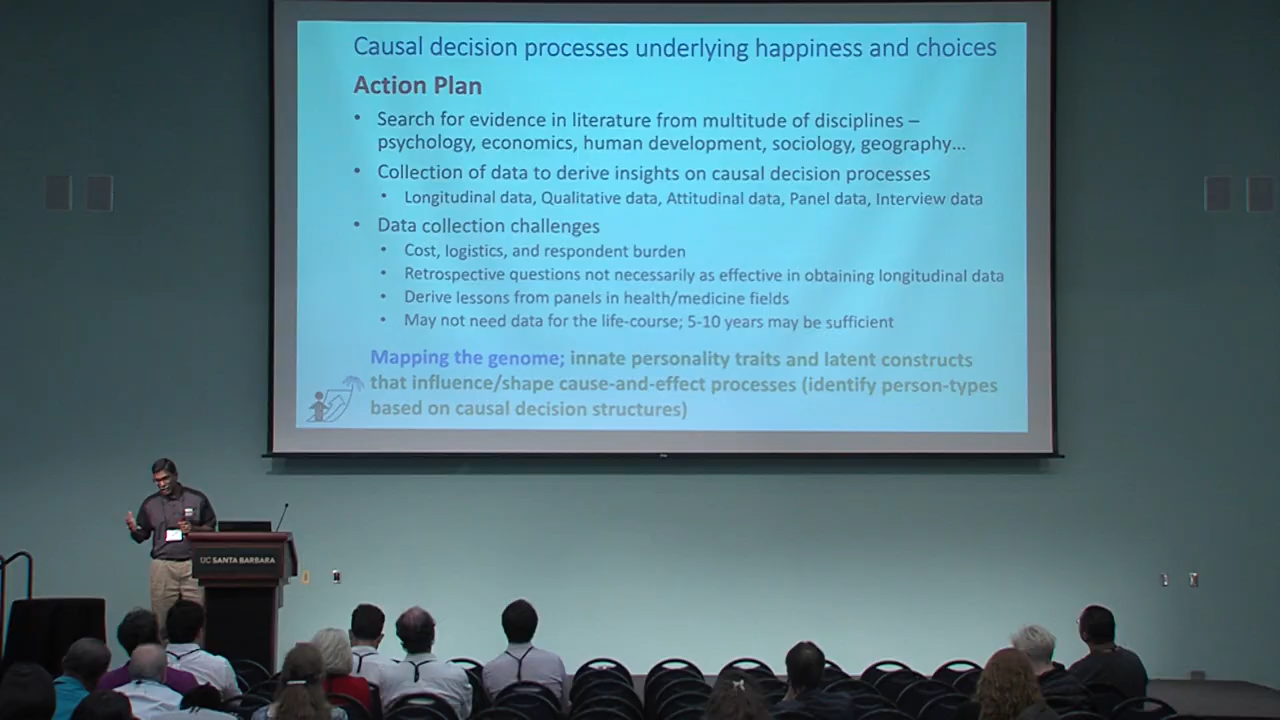 Causal decision processes underlying happiness and choices
Action Plan
• Search for evidence in literature from multitude of disciplines –
psychology, economics, human development, sociology, geography...
• Collection of data to derive insights on causal decision processes
• Longitudinal data, Qualitative data, Attitudinal data, Panel data, Interview data
• Data collection challenges
• Cost, logistics, and respondent burden
• Retrospective questions not necessarily as effective in obtaining longitudinal data
• Derive lessons from panels in health/medicine fields
• May not need data for the life-course; 5-10 years may be sufficient
Mapping the genome; innate personality traits and latent constructs
that influence/shape cause-and-effect processes (identify person-types
based on causal decision structures)
UC SANTA BARBARA